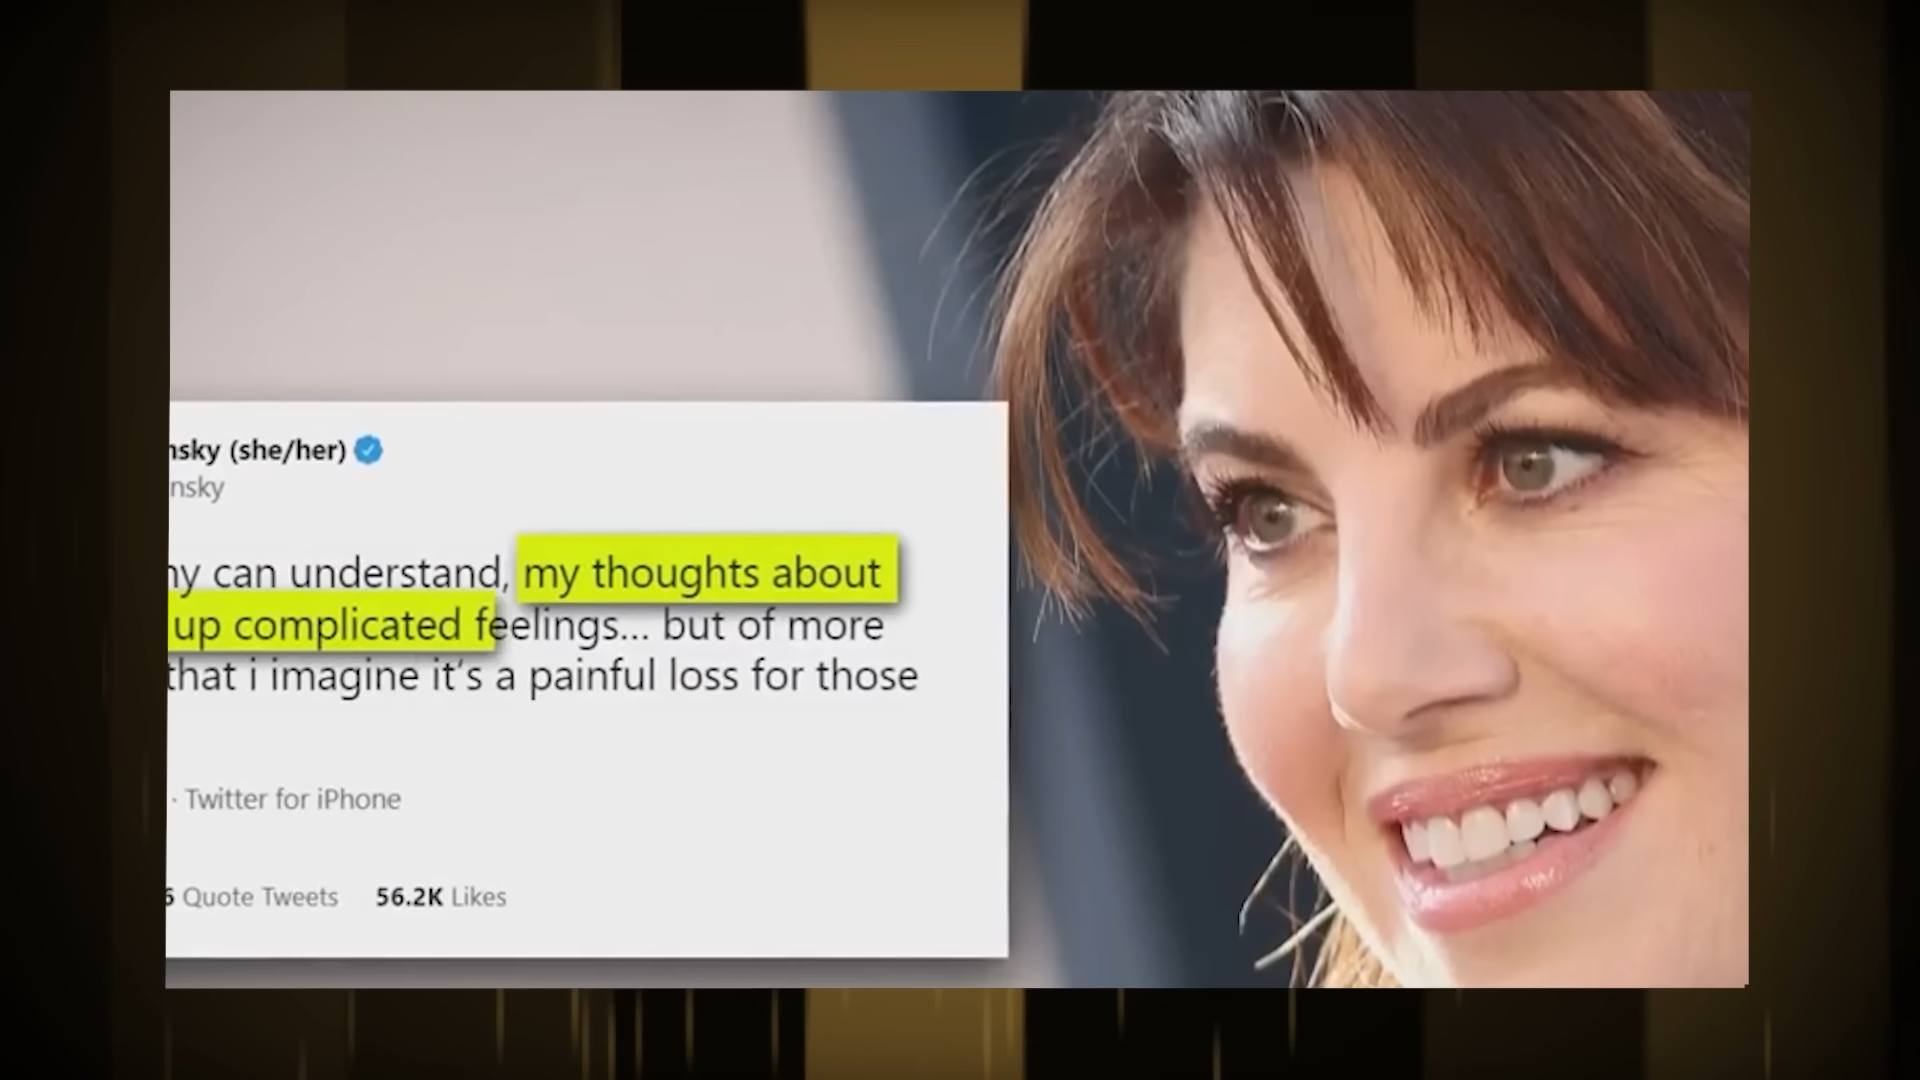 nsky (she/her)
nsky
ny can understand, my thoughts about
up complicated feelings... but of more
that i imagine it's a painful loss for those
· Twitter for iPhone
6 Quote Tweets 56.2K Likes